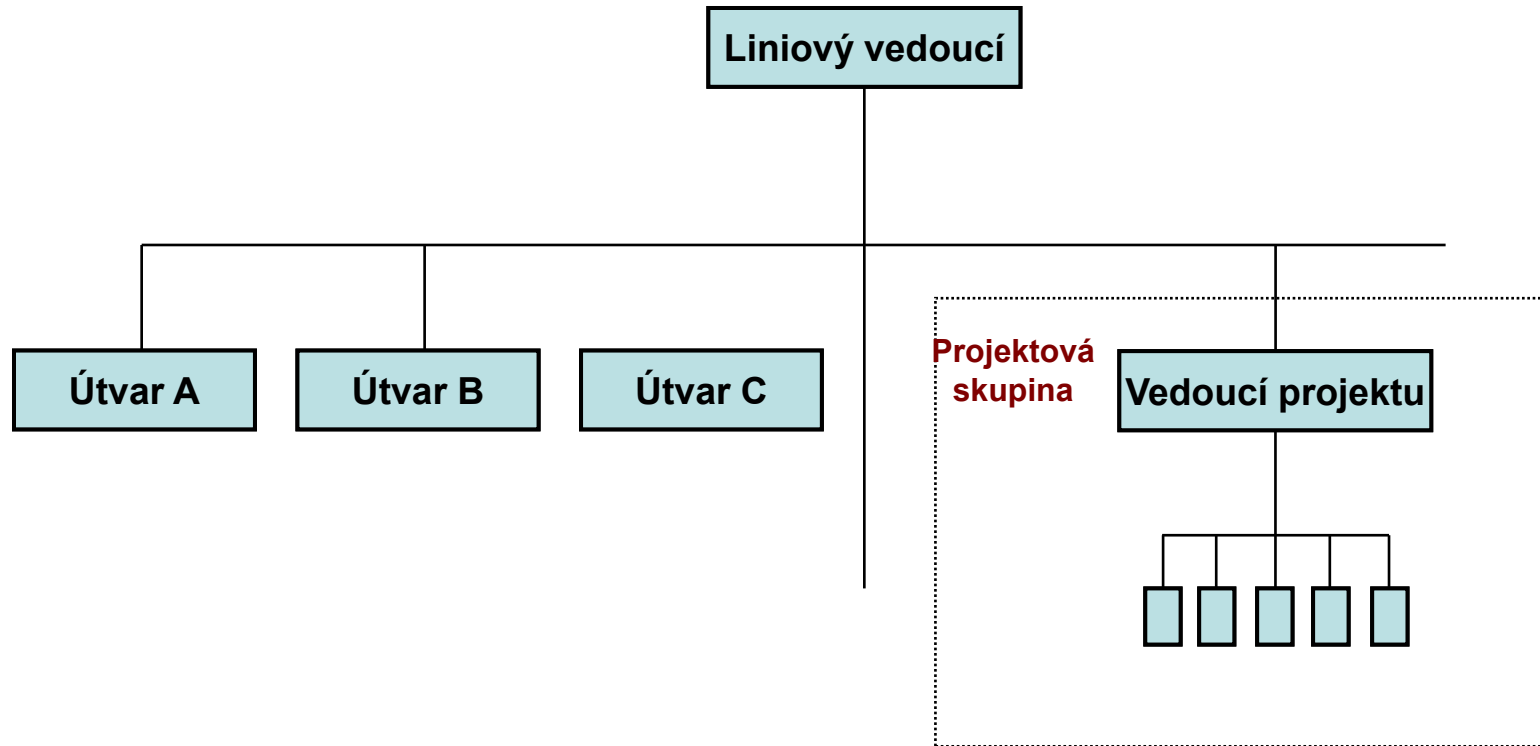 Liniový vedoucí
Útvar A
Útvar B
Útvar C
Projektová
skupina
Vedoucí projektu